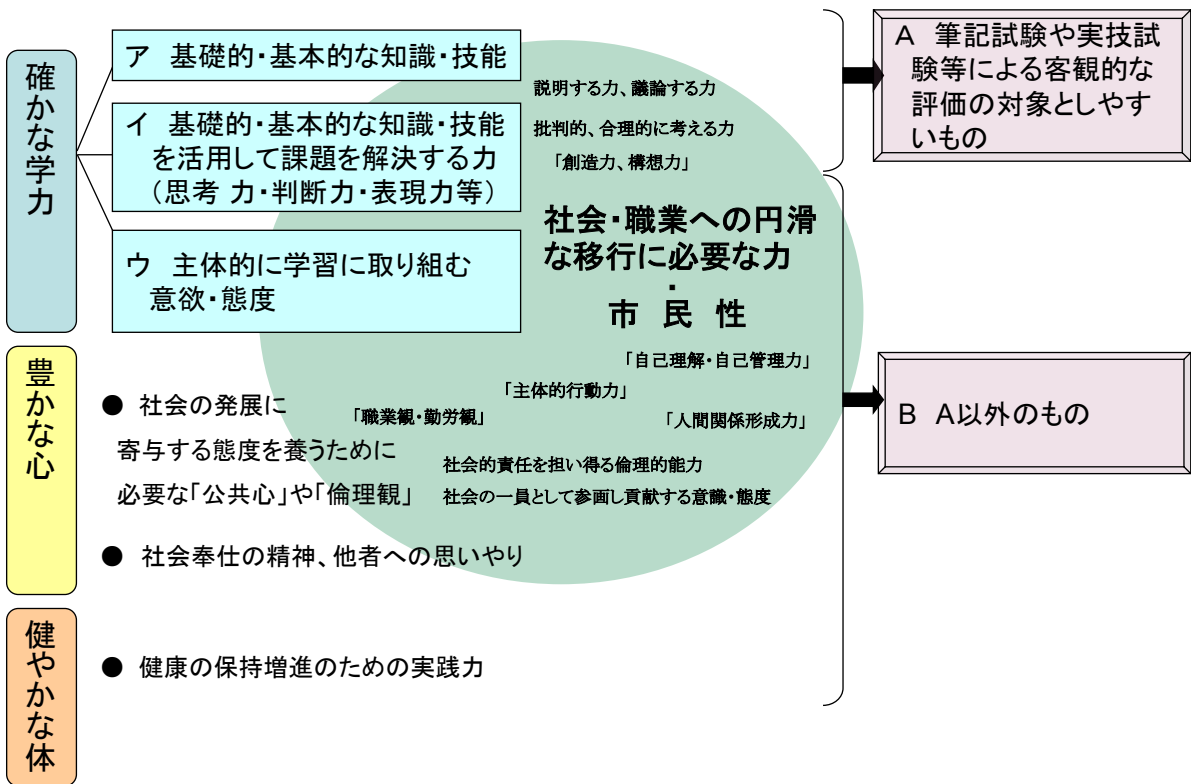 確かな学力
ア　基礎的・基本的な知識・技能
イ　基礎的・基本的な知識・技能
を活用して課題を解決する力
（思考 力・判断力・表現力等）
ウ　主体的に学習に取り組む
意欲・態度
説明する力、議論する力
批判的、合理的に考える力
「創造力、構想力」
社会・職業への円滑
な移行に必要な力
・
市　民　性
「自己理解・自己管理力」
「主体的行動力」
「職業観・勤労観」
「人間関係形成力」
社会的責任を担い得る倫理的能力
社会の一員として参画し貢献する意識・態度
豊かな心
●　社会の発展に
寄与する態度を養うために
必要な「公共心」や「倫理観」
●　社会奉仕の精神、他者への思いやり
健やかな体
●　健康の保持増進のための実践力
A　筆記試験や実技試
験等による客観的な
評価の対象としやす
いもの
B　A以外のもの